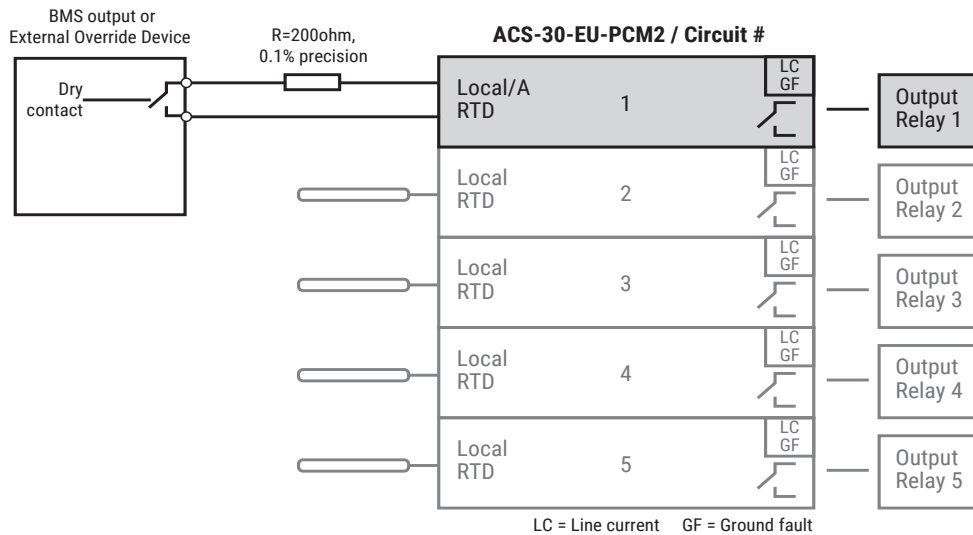 BMS output or
External Override Device
R=200ohm,
0.1% precision
ACS-30-EU-PCM2 / Circuit #
Dry
contact
Local/A
RTD
1
LC
GF
Output
Relay 1
Local
RTD
2
LC
GF
Output
Relay 2
Local
RTD
3
LC
GF
Output
Relay 3
Local
RTD
4
LC
GF
Output
Relay 4
Local
RTD
5
LC
GF
Output
Relay 5
LC = Line current GF = Ground fault